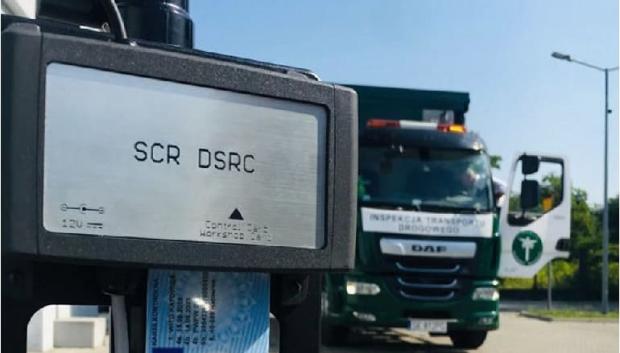 SCR DSRC
12V
Control Card
Workshop Card
INSPEKCJA TRANSPORTU
DROGOWEGO
DAF